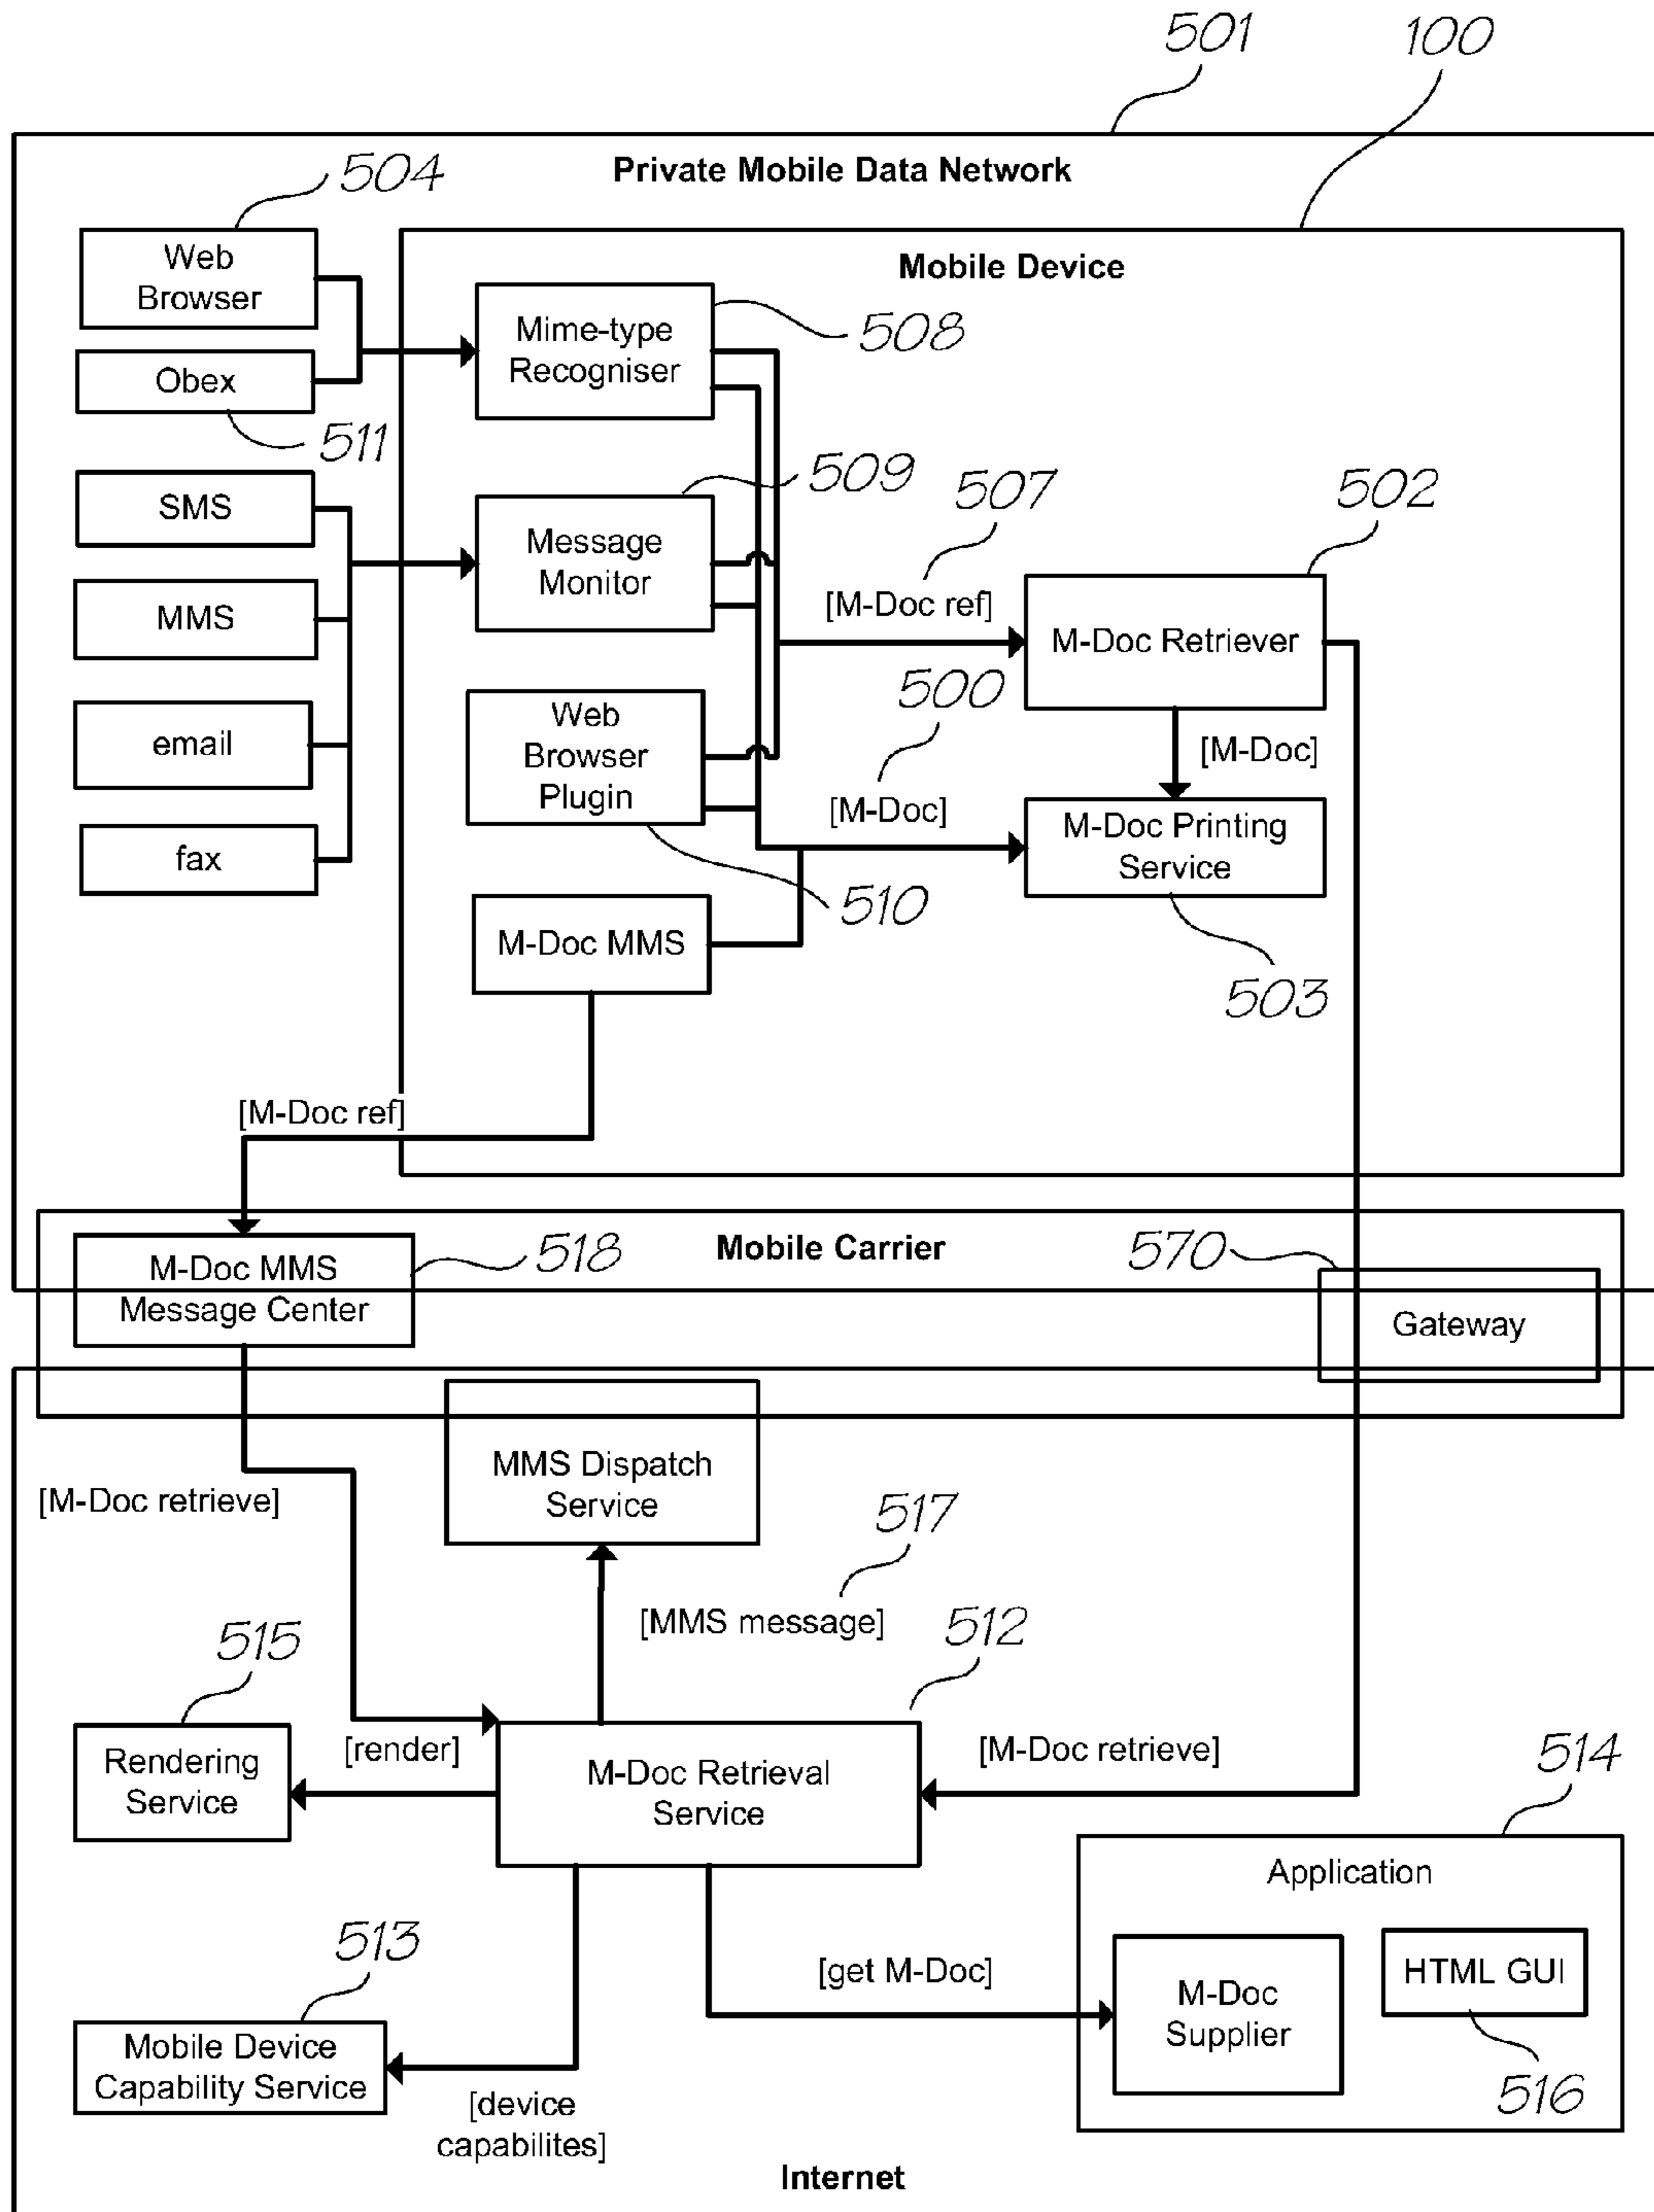 501
100
Private Mobile Data Network
504
Web
Browser
Mobile Device
Mime-type
Recogniser
508
Obex
511
509
507
502
SMS
Message
Monitor
MMS
[M-Doc ref]
M-Doc Retriever
500
Web
Browser
Plugin
email
[M-Doc]
[M-Doc]
M-Doc Printing
Service
fax
510
M-Doc MMS
503
[M-Doc ref]
518
Mobile Carrier
570
M-Doc MMS
Message Center
Gateway
MMS Dispatch
Service
[M-Doc retrieve]
517
[MMS message]
512
515
Rendering
Service
[render]
M-Doc Retrieval
Service
[M-Doc retrieve]
514
Application
513
[get M-Doc]
M-Doc
Supplier
HTML GUI
516
Mobile Device
Capability Service
[device
capabilites]
Internet